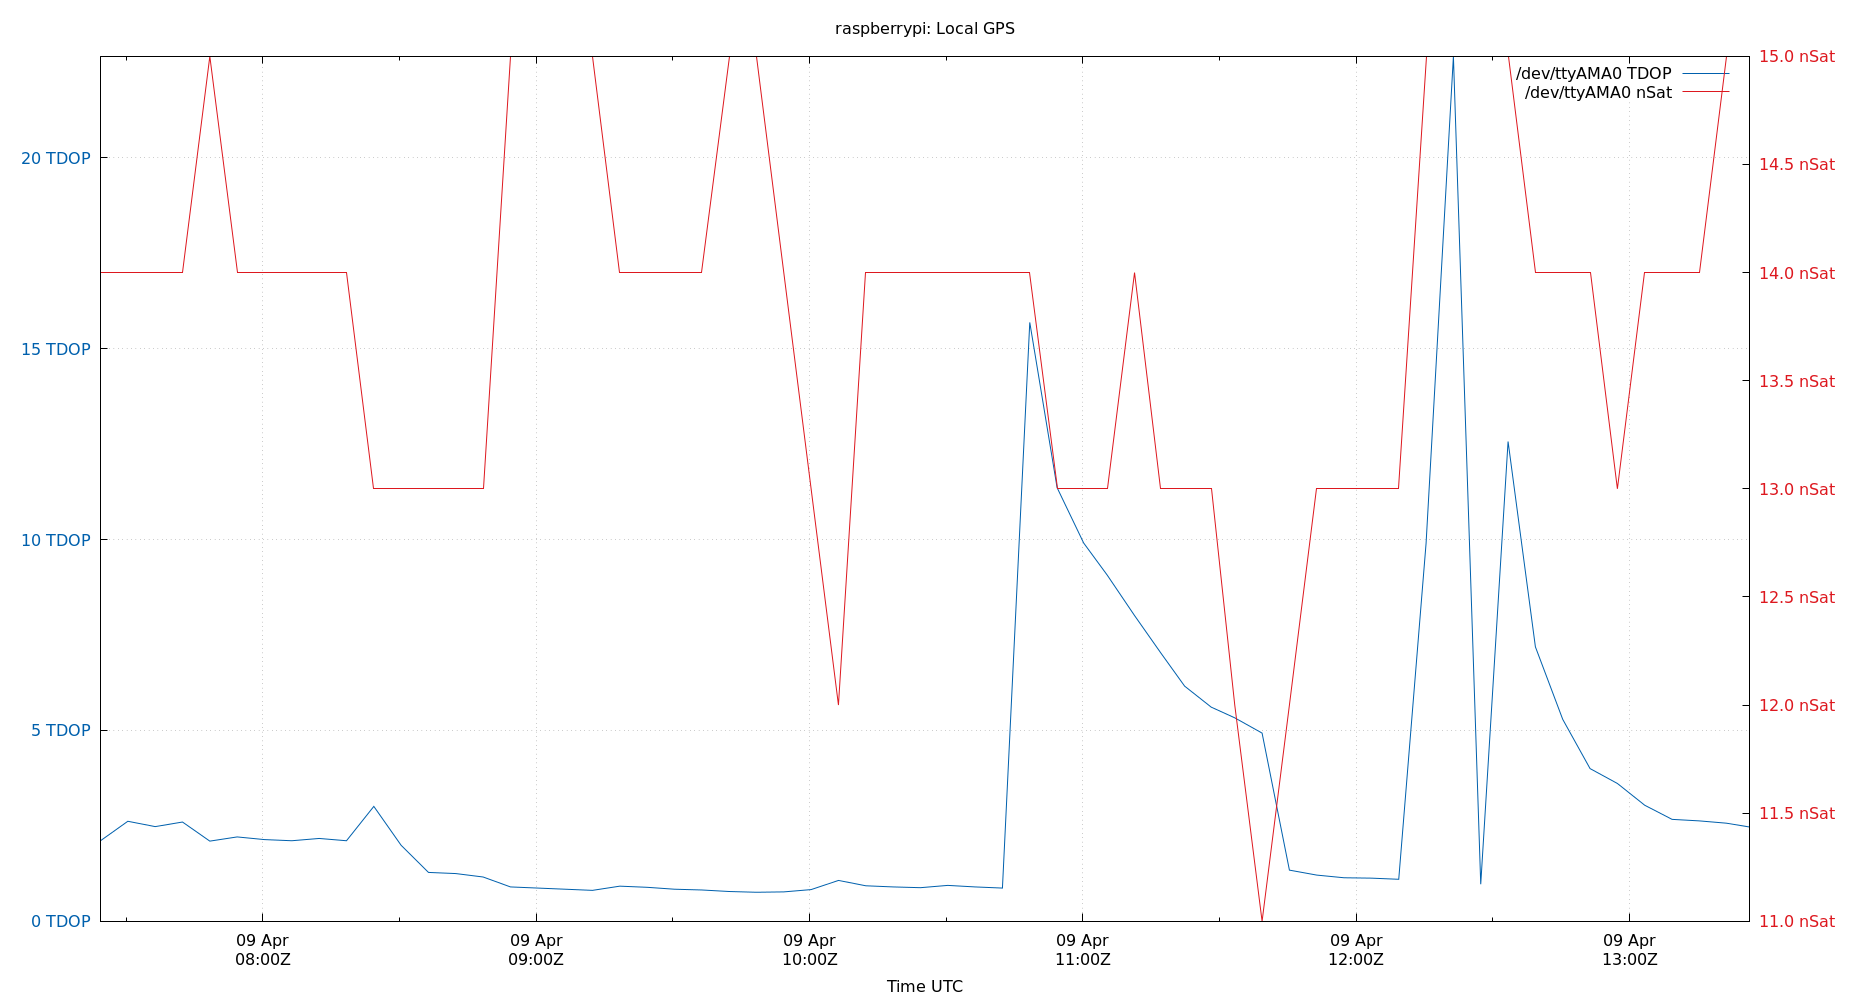 raspberrypi: Local GPS
/dev/ttyAMA0 TDOP
/dev/ttyAMA0 nSat
20 TDOP
15 TDOP
10 TDOP
5 TDOP
0 TDOP
15.0 nSat
14.5 nSat
14.0 nSat
13.5 nSat
13.0 nSat
12.5 nSat
12.0 nSat
11.5 nSat
11.0 nSat
09 Apr
08:00Z
09 Apr
09:00Z
09 Apr
10:00Z
09 Apr
11:00Z
09 Apr
12:00Z
09 Apr
13:00Z
Time UTC